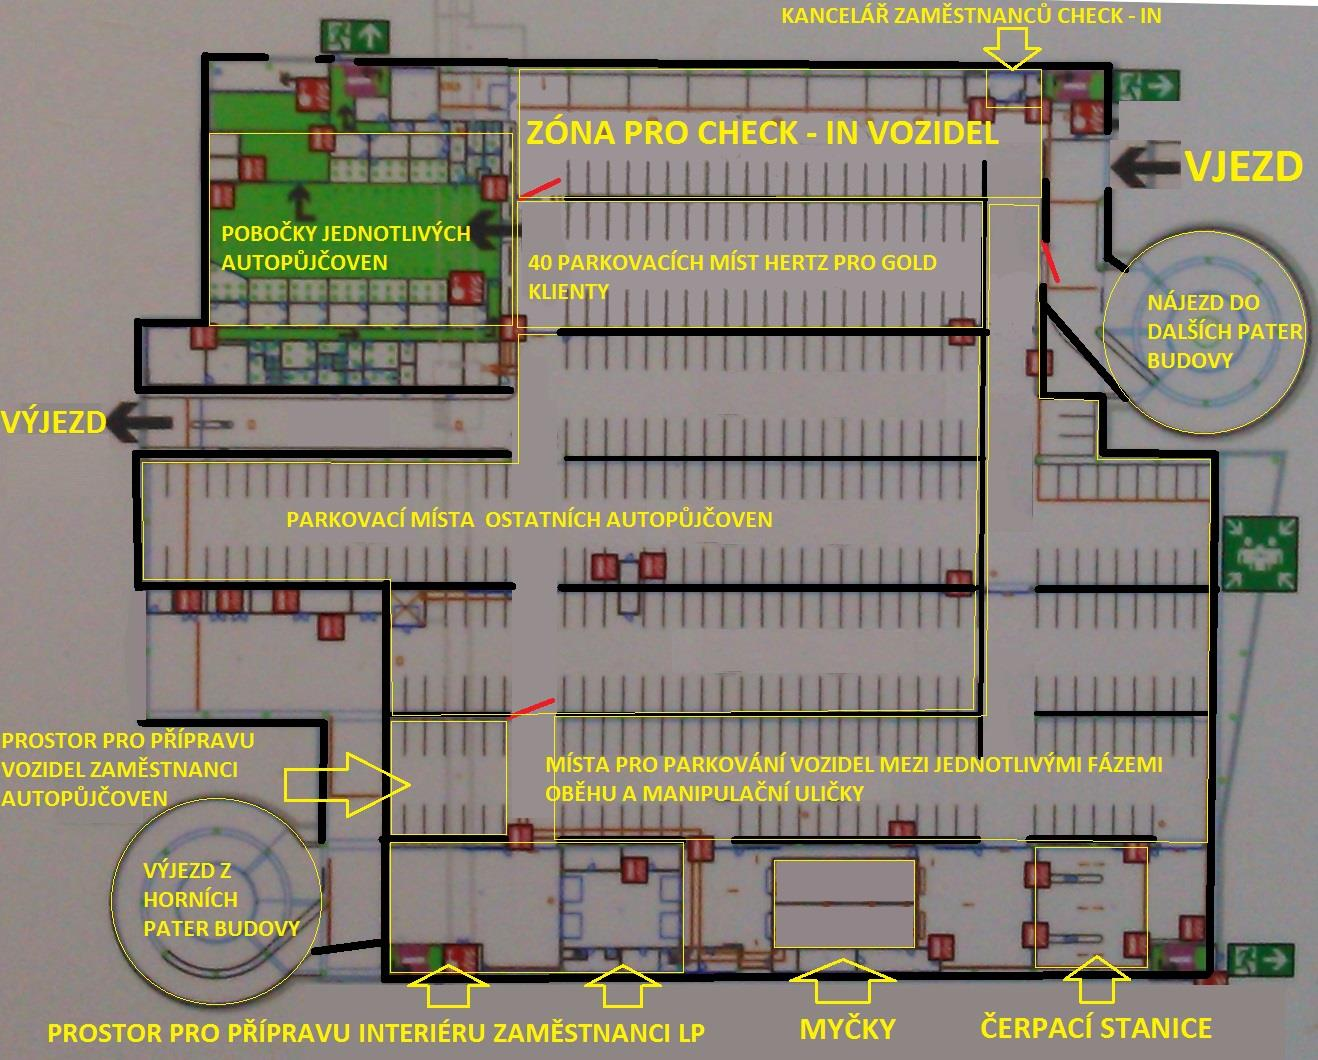 KANCELÁŘ ZAMĚSTNANCŮ CHECK - IN
ZÓNA PRO CHECK - IN VOZIDEL
VJEZD
POBOČKY JEDNOTLIVÝCH
AUTOPŮJČOVEN
40 PARKOVACÍCH MÍST HERTZ PRO GOLD
KLIENTY
NÁJEZD DO
DALŠÍCH PATER
BUDOVY
VÝJEZD
PARKOVACÍ MÍSTA OSTATNÍCH AUTOPŮJČOVEN
PROSTOR PRO PŘÍPRAVU
VOZIDEL ZAMĚSTNANCI
AUTOPŮJČOVEN
MÍSTA PRO PARKOVÁNÍ VOZIDEL MEZI JEDNOTLIVÝMI FÁZEMI
OBĚHU A MANIPULAČNÍ ULIČKY
VÝJEZD Z
HORNÍCH
PATER BUDOVY
PROSTOR PRO PŘÍPRAVU INTERIÉRU ZAMĚSTNANCI LP
MYČKY
ČERPACÍ STANICE